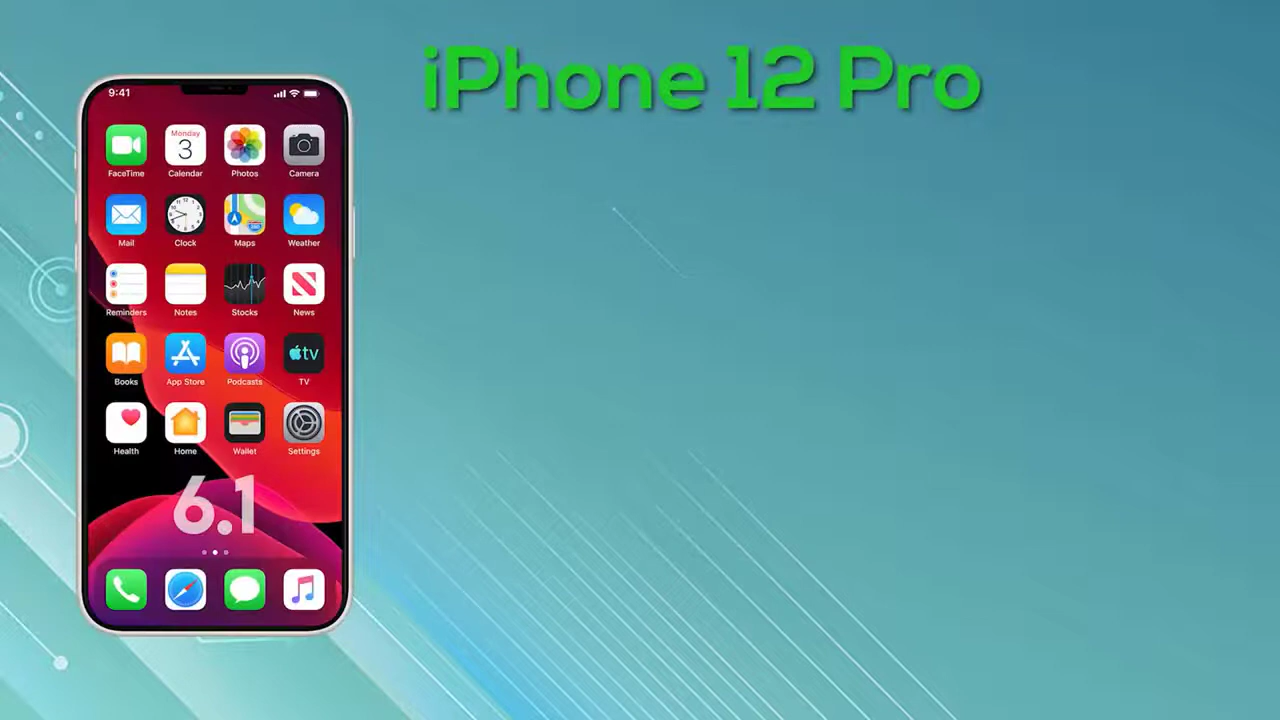 iPhone 12 Pro
9:41
Monday
3
FaceTime Calendar Photos Camera
Mail Clock Maps Weather
Reminders Notes Stocks News
tv
Books App Store Podcasts TV
Health Home Wallet Settings
6.1